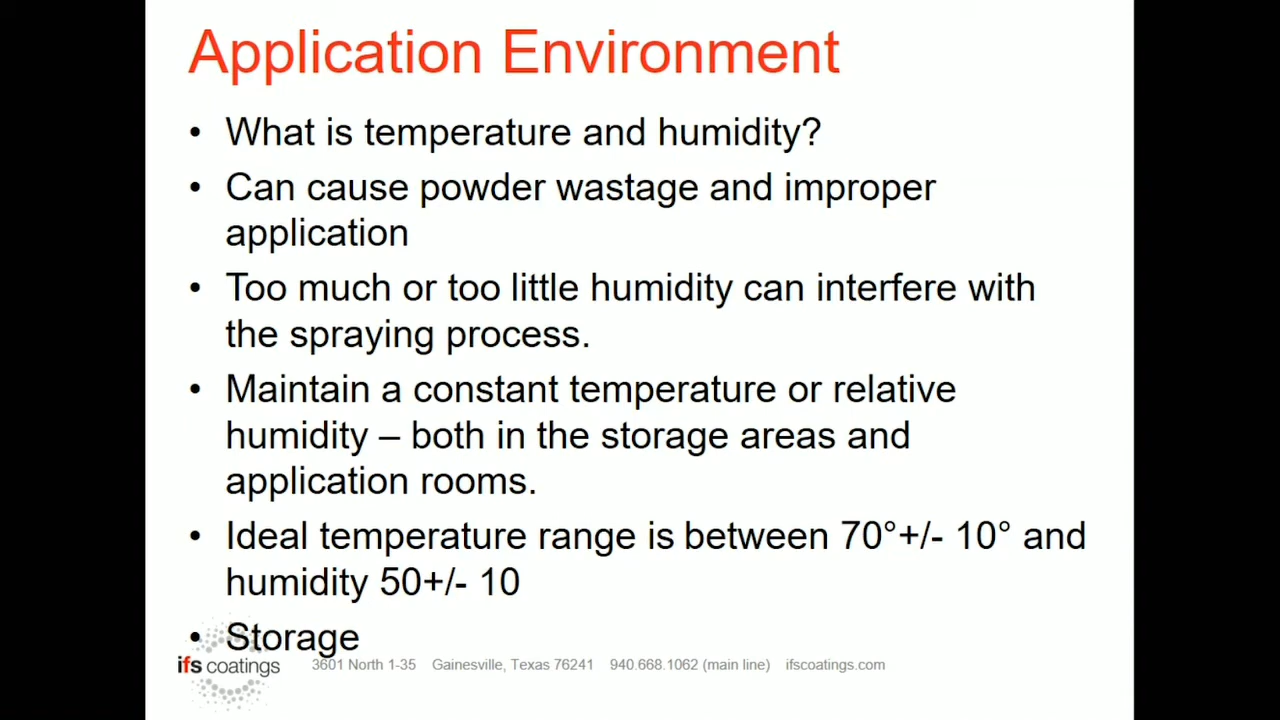 Application Environment
• What is temperature and humidity?
• Can cause powder wastage and improper
application
• Too much or too little humidity can interfere with
the spraying process.
• Maintain a constant temperature or relative
humidity – both in the storage areas and
application rooms.
• Ideal temperature range is between 70°+/- 10° and
humidity 50+/- 10
• Storage
ifs coatings 3601 North 1-35 Gainesville, Texas 76241 940.668.1062 (main line) ifscoatings.com